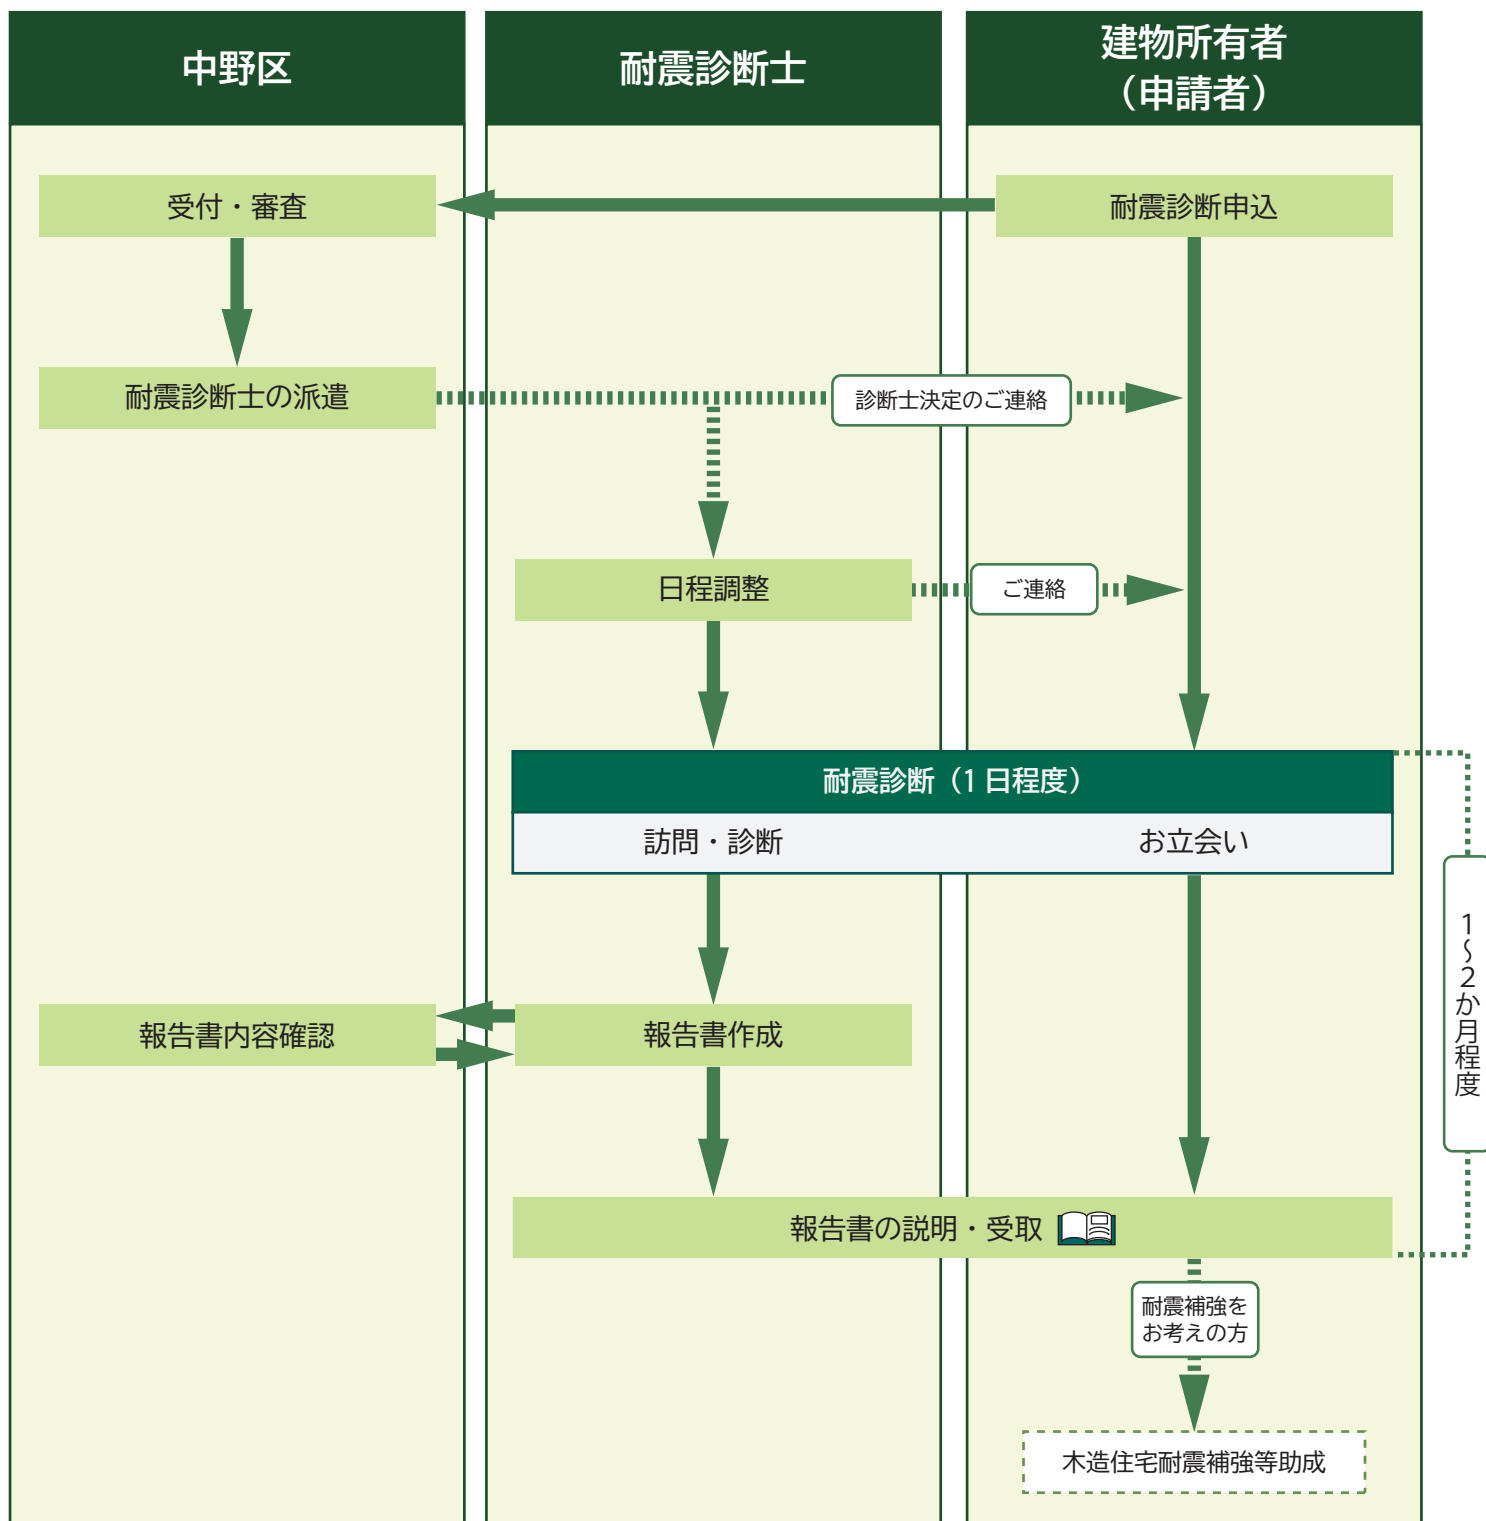 中野区
耐震診断士
建物所有者
（申請者）
受付・審査
耐震診断申込
耐震診断士の派遣
診断士決定のご連絡
日程調整
ご連絡
耐震診断（1日程度）
訪問・診断
お立会い
1〜2か月程度
報告書内容確認
報告書作成
報告書の説明・受取
耐震補強を
お考えの方
木造住宅耐震補強等助成